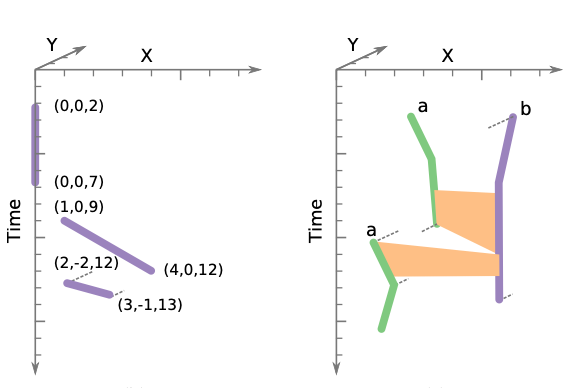 Y
X
(0,0,2)
(0,0,7)
(1,0,9)
(2,-2,12)
(4,0,12)
(3,-1,13)
Time
Y
X
a
b
a
Time